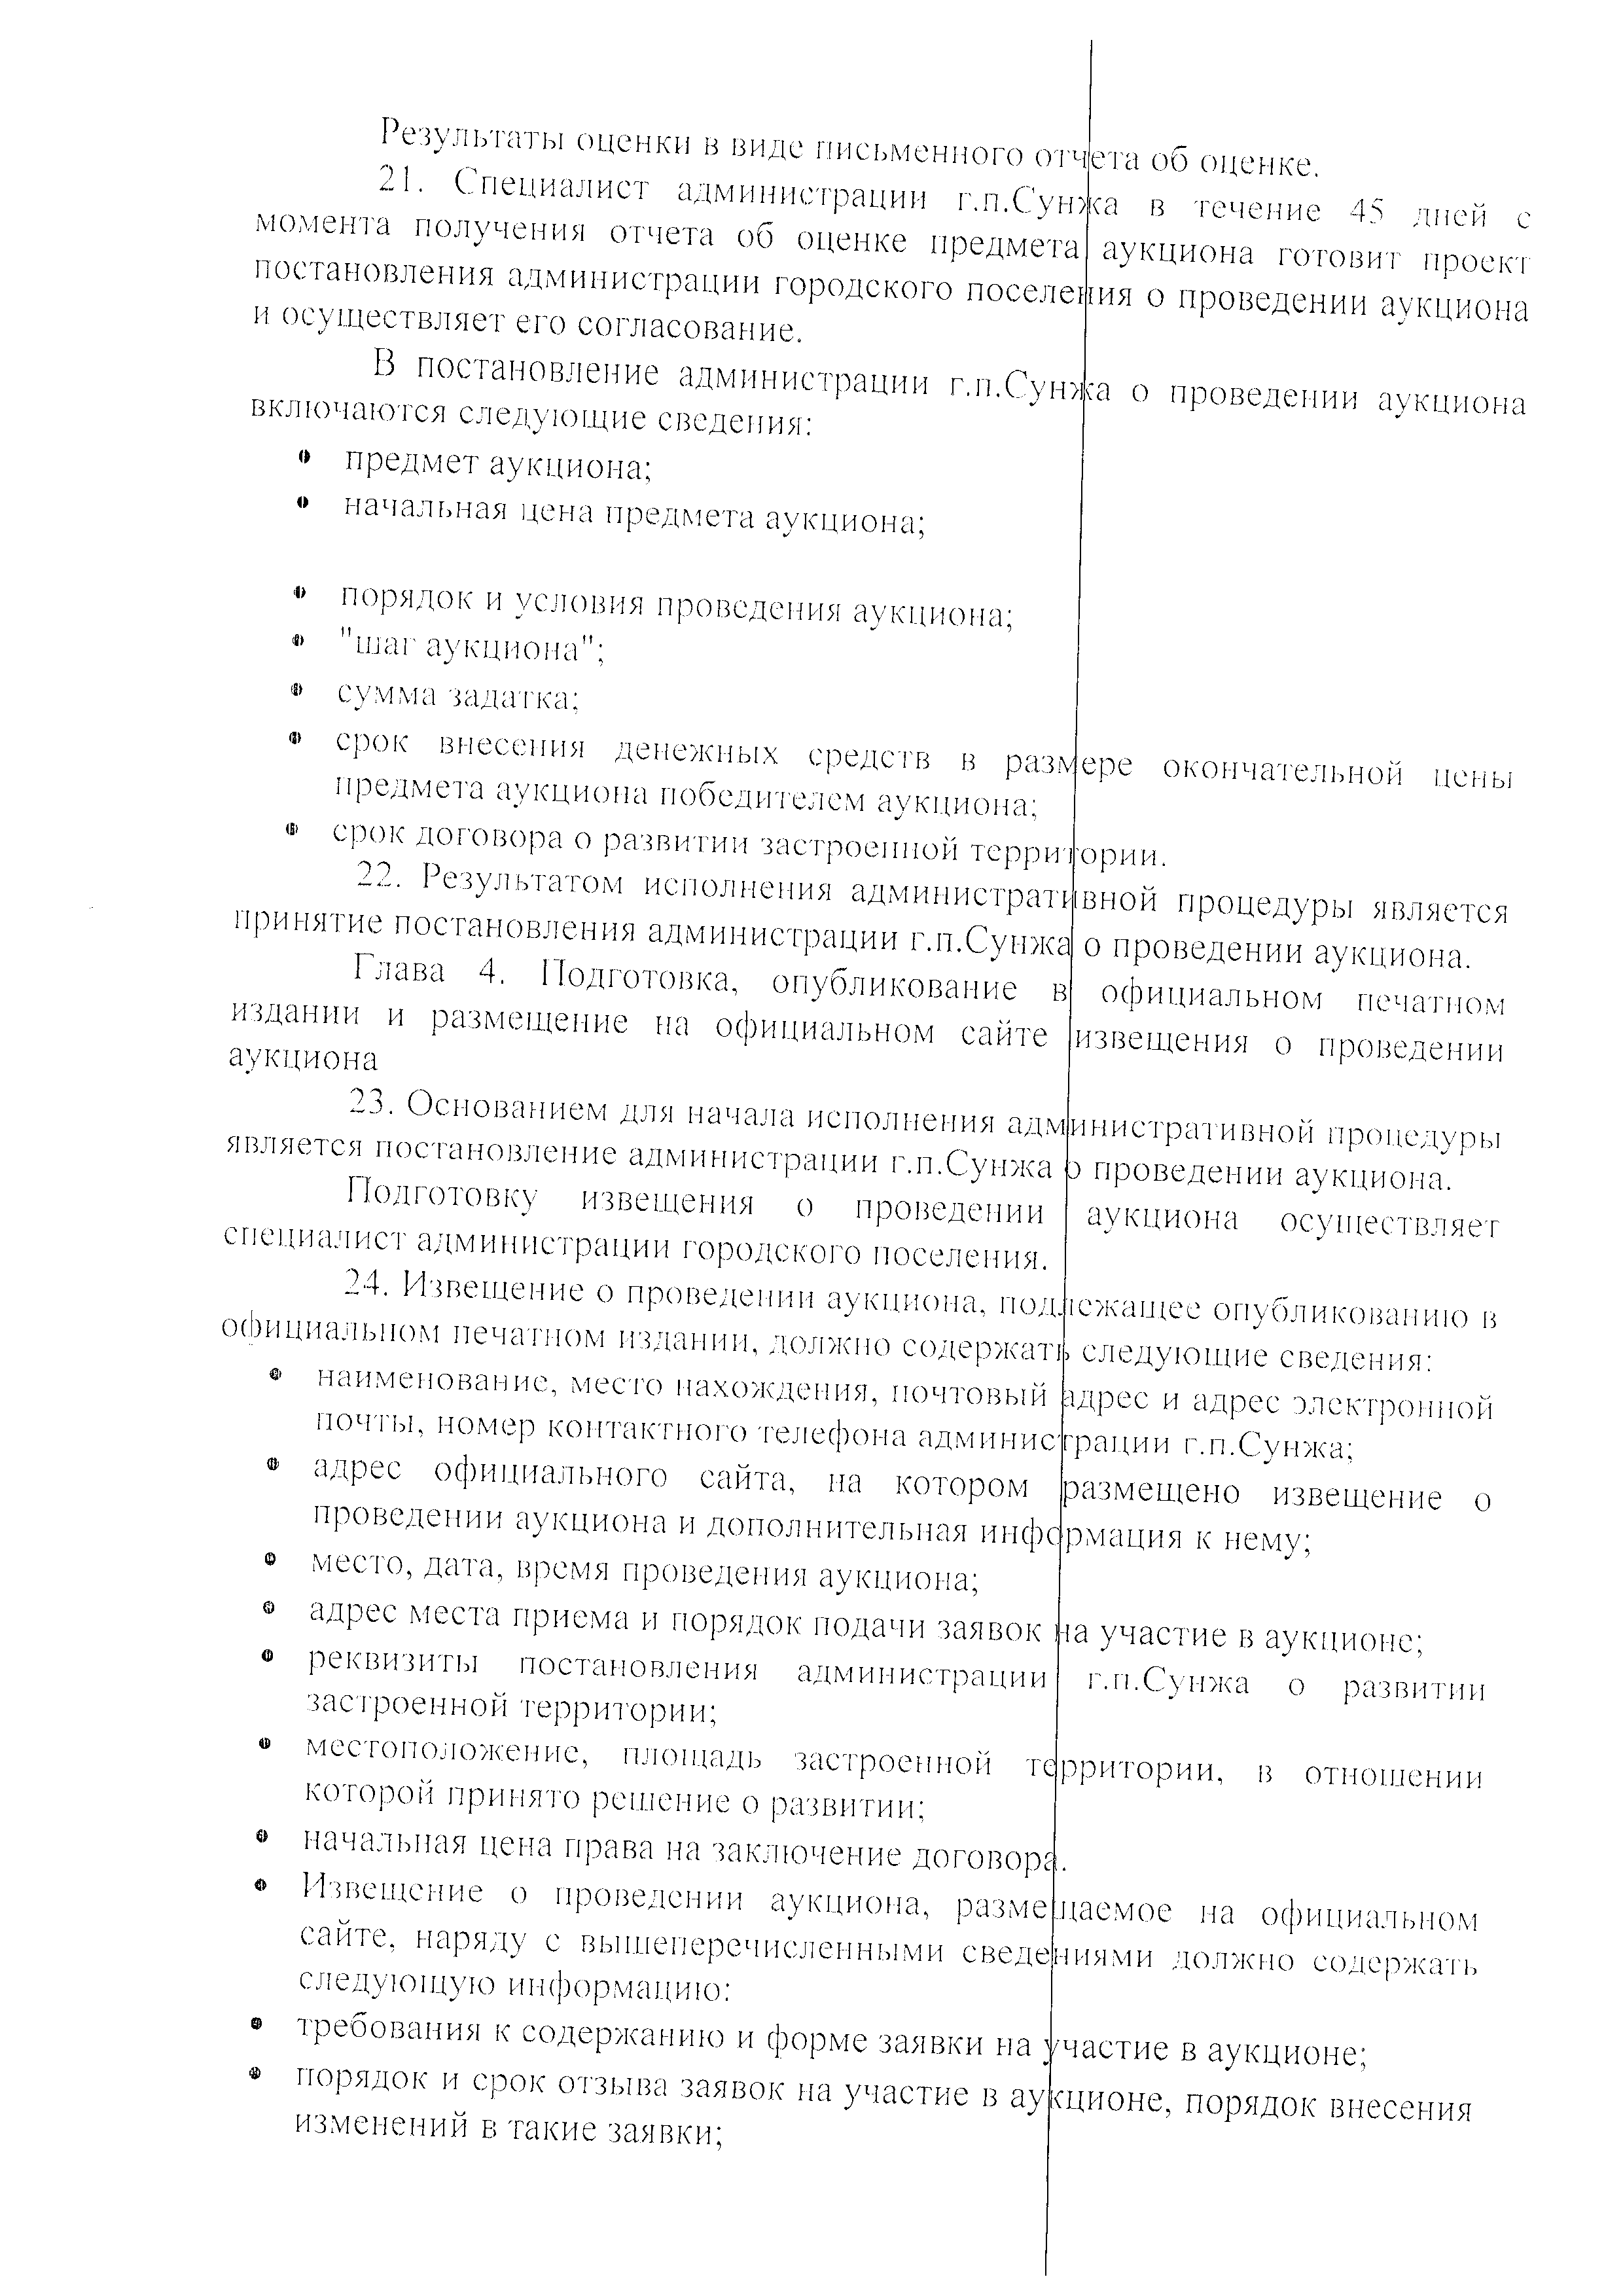 Результаты оценки в виде письменного отчета об оценке.
21. Специалист администрации г.п.Сунжа в течение 45 дней с
момента получения отчета об оценке предмета аукциона готовит проект
постановления администрации городского поселения о проведении аукциона
и осуществляет его согласование.
В постановление администрации г.п.Сунжа о проведении аукциона
включаются следующие сведения:
• предмет аукциона;
• начальная цена предмета аукциона;
• порядок и условия проведения аукциона;
• "шаг аукциона";
• сумма задатка;
• срок внесения денежных средств в размере окончательной цены
предмета аукциона победителем аукциона;
• срок договора о развитии застроенной территории.
22. Результатом исполнения административной процедуры является
принятие постановления администрации г.п.Сунжа о проведении аукциона.
Глава 4. Подготовка, опубликование в официальном печатном
издании и размещение на официальном сайте извещения о проведении
аукциона
23. Основанием для начала исполнения административной процедуры
является постановление администрации г.п.Сунжа о проведении аукциона.
Подготовку извещения о проведении аукциона осуществляет
специалист администрации городского поселения.
24. Извещение о проведении аукциона, подлежащее опубликованию в
официальном печатном издании, должно содержать следующие сведения:
• наименование, место нахождения, почтовый адрес и адрес электронной
почты, номер контактного телефона администрации г.п.Сунжа;
• адрес официального сайта, на котором размещено извещение о
проведении аукциона и дополнительная информация к нему;
• место, дата, время проведения аукциона;
• адрес места приема и порядок подачи заявок на участие в аукционе;
• реквизиты постановления администрации г.п.Сунжа о развитии
застроенной территории;
• местоположение, площадь застроенной территории, в отношении
которой принято решение о развитии;
• начальная цена права на заключение договора.
• Извещение о проведении аукциона, размещаемое на официальном
сайте, наряду с вышеперечисленными сведениями должно содержать
следующую информацию:
• требования к содержанию и форме заявки на участие в аукционе;
• порядок и срок отзыва заявок на участие в аукционе, порядок внесения
изменений в такие заявки;